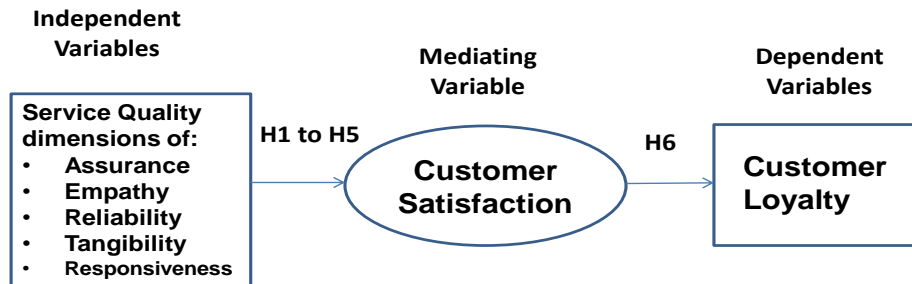 Independent
Variables
Service Quality
dimensions of:
• Assurance
• Empathy
• Reliability
• Tangibility
• Responsiveness
H1 to H5
Mediating
Variable
Customer
Satisfaction
H6
Dependent
Variables
Customer
Loyalty